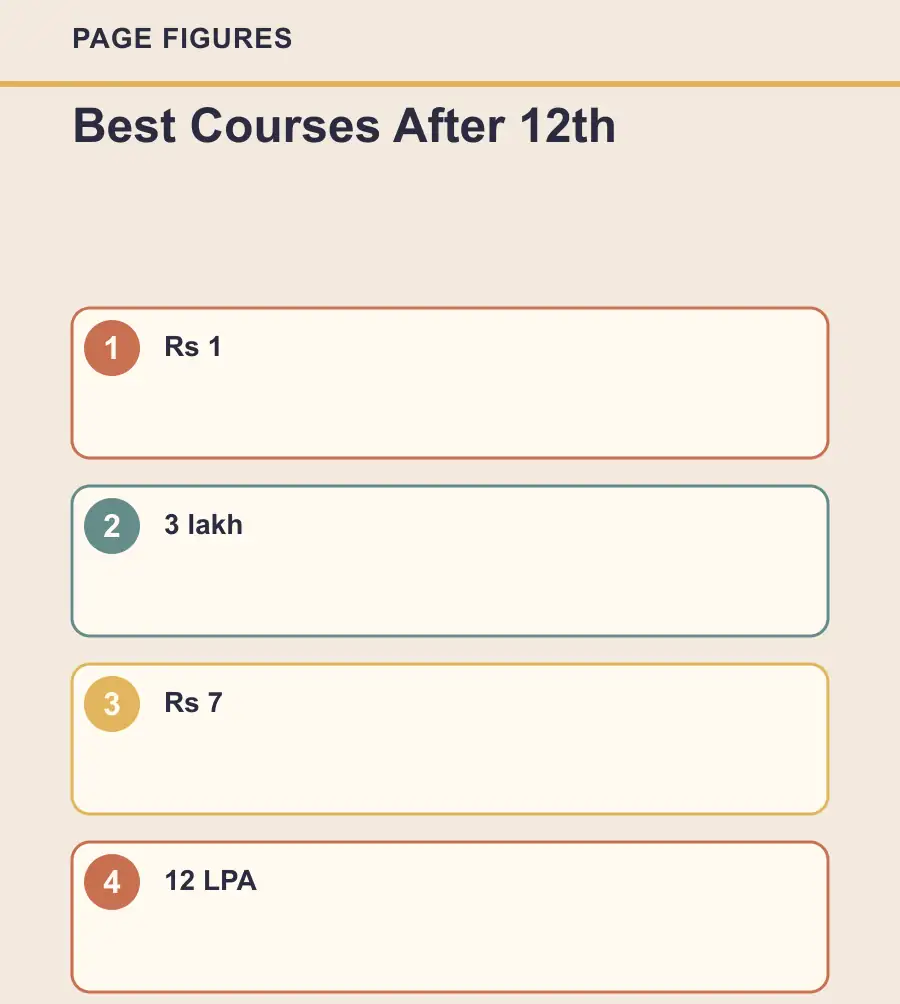 PAGE FIGURES
Best Courses After 12th
1
Rs 1
2
3 lakh
3
Rs 7
4
12 LPA